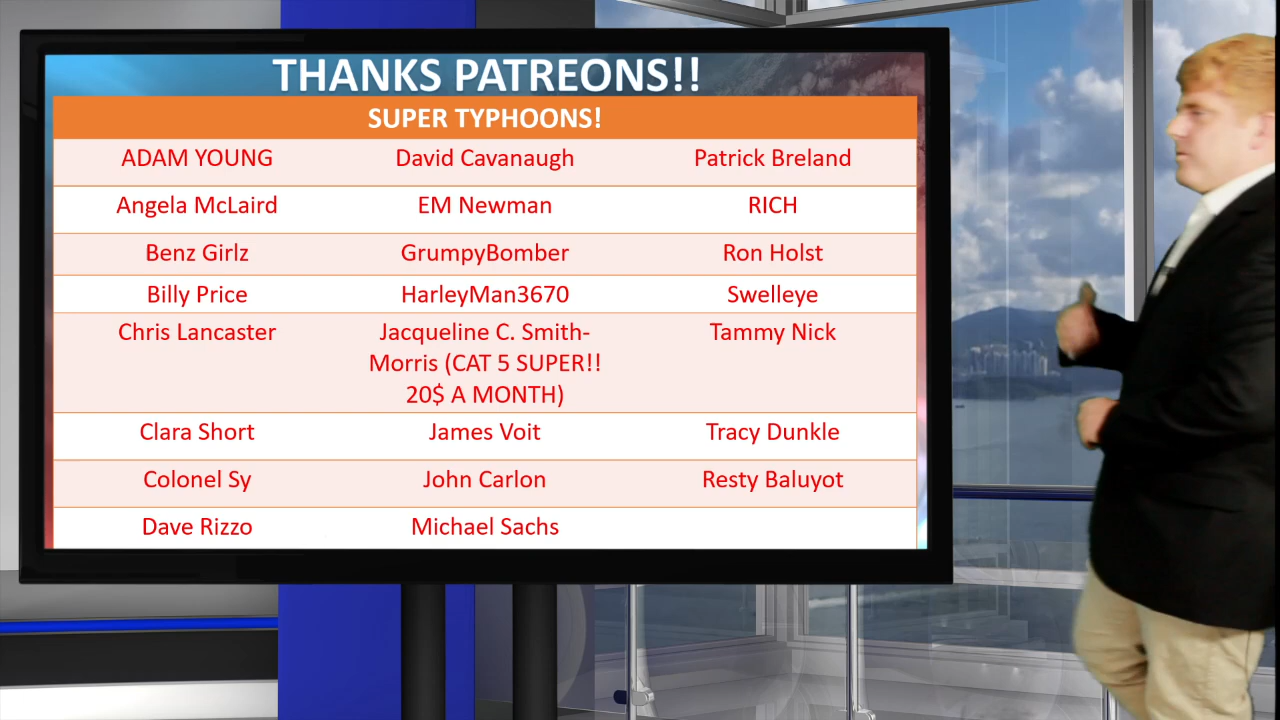 THANKS PATREONS!!
SUPER TYPHOONS!
ADAM YOUNG David Cavanaugh Patrick Breland
Angela McLaird EM Newman RICH
Benz Girlz GrumpyBomber Ron Holst
Billy Price HarleyMan3670 Swelleye
Chris Lancaster Jacqueline C. Smith- Tammy Nick
Morris (CAT 5 SUPER!!
20$ A MONTH)
Clara Short James Voit Tracy Dunkle
Colonel Sy John Carlon Resty Baluyot
Dave Rizzo Michael Sachs